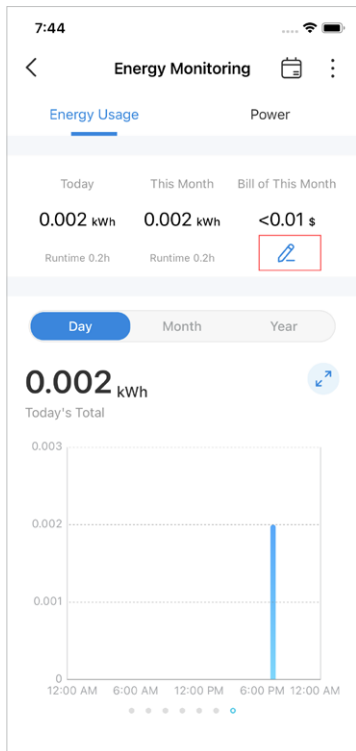 7:44
Energy Monitoring
Energy Usage Power
Today This Month Bill of This Month
0.002 kWh 0.002 kWh <0.01 $
Runtime 0.2h Runtime 0.2h
Day Month Year
0.002 kWh
Today's Total
0.003
0.002
0.001
0
12:00 AM 6:00 AM 12:00 PM 6:00 PM 12:00 AM